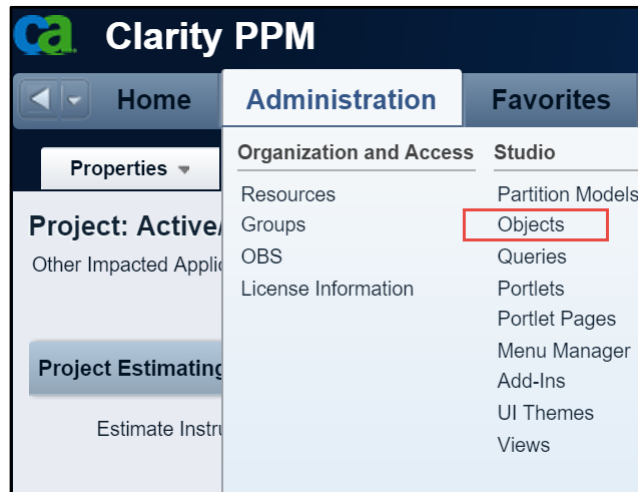 ca Clarity PPM
Home Administration Favorites
Properties
Organization and Access Studio
Resources Partition Models
Project: Active/
Groups Objects
Other Impacted Applic
OBS Queries
License Information Portlets
Portlet Pages
Project Estimating
Menu Manager
Add-Ins
UI Themes
Estimate Instru
Views